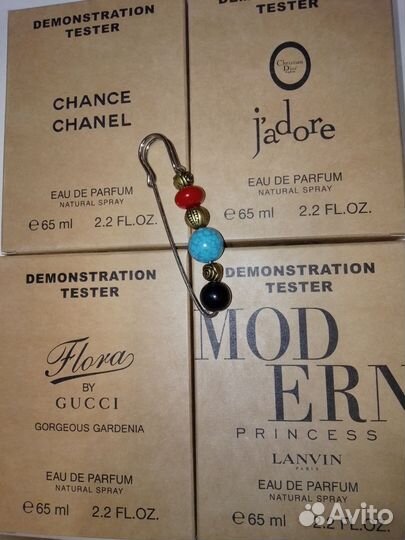 DEMONSTRATION
TESTER
CHANCE
CHANEL
EAU DE PARFUM
NATURAL SPRAY
℮ 65 ml 2.2 FL.OZ.
DEMONSTRATION
TESTER
Christian
Dior
j'adore
EAU DE PARFUM
NATURAL SPRAY
℮ 65 ml 2.2 FL.OZ.
DEMONSTRATION
TESTER
Flora
BY
GUCCI
GORGEOUS GARDENIA
EAU DE PARFUM
NATURAL SPRAY
℮ 65 ml 2.2 FL.OZ.
DEMONSTRATION
TESTER
MOD
ERN
PRINCESS
LANVIN
PARIS
EAU DE PARFUM
NATURAL SPRAY
℮ 65 ml 2.2 FL.OZ.
Avito